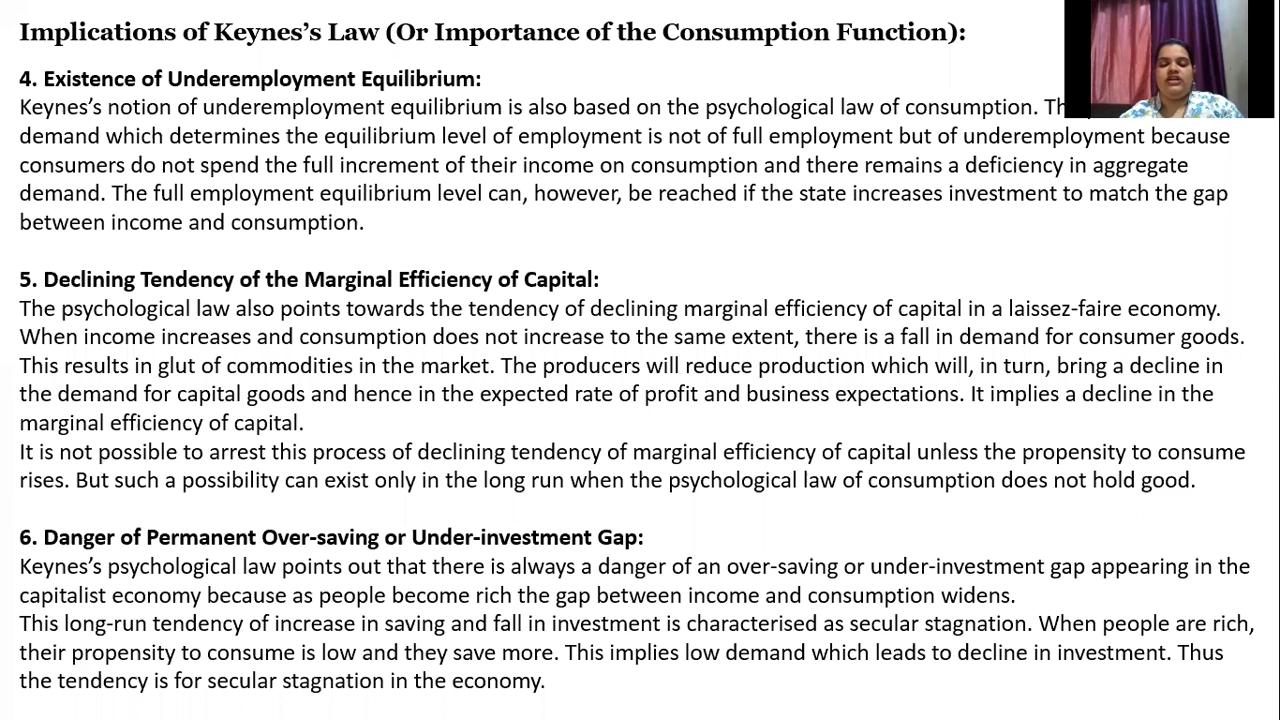 Implications of Keynes's Law (Or Importance of the Consumption Function):
4. Existence of Underemployment Equilibrium:
Keynes's notion of underemployment equilibrium is also based on the psychological law of consumption.
demand which determines the equilibrium level of employment is not of full employment but of underemployment because
consumers do not spend the full increment of their income on consumption and there remains a deficiency in aggregate
demand. The full employment equilibrium level can, however, be reached if the state increases investment to match the gap
between income and consumption.
5. Declining Tendency of the Marginal Efficiency of Capital:
The psychological law also points towards the tendency of declining marginal efficiency of capital in a laissez-faire economy.
When income increases and consumption does not increase to the same extent, there is a fall in demand for consumer goods.
This results in glut of commodities in the market. The producers will reduce production which will, in turn, bring a decline in
the demand for capital goods and hence in the expected rate of profit and business expectations. It implies a decline in the
marginal efficiency of capital.
It is not possible to arrest this process of declining tendency of marginal efficiency of capital unless the propensity to consume
rises. But such a possibility can exist only in the long run when the psychological law of consumption does not hold good.
6. Danger of Permanent Over-saving or Under-investment Gap:
Keynes's psychological law points out that there is always a danger of an over-saving or under-investment gap appearing in the
capitalist economy because as people become rich the gap between income and consumption widens.
This long-run tendency of increase in saving and fall in investment is characterised as secular stagnation. When people are rich,
their propensity to consume is low and they save more. This implies low demand which leads to decline in investment. Thus
the tendency is for secular stagnation in the economy.